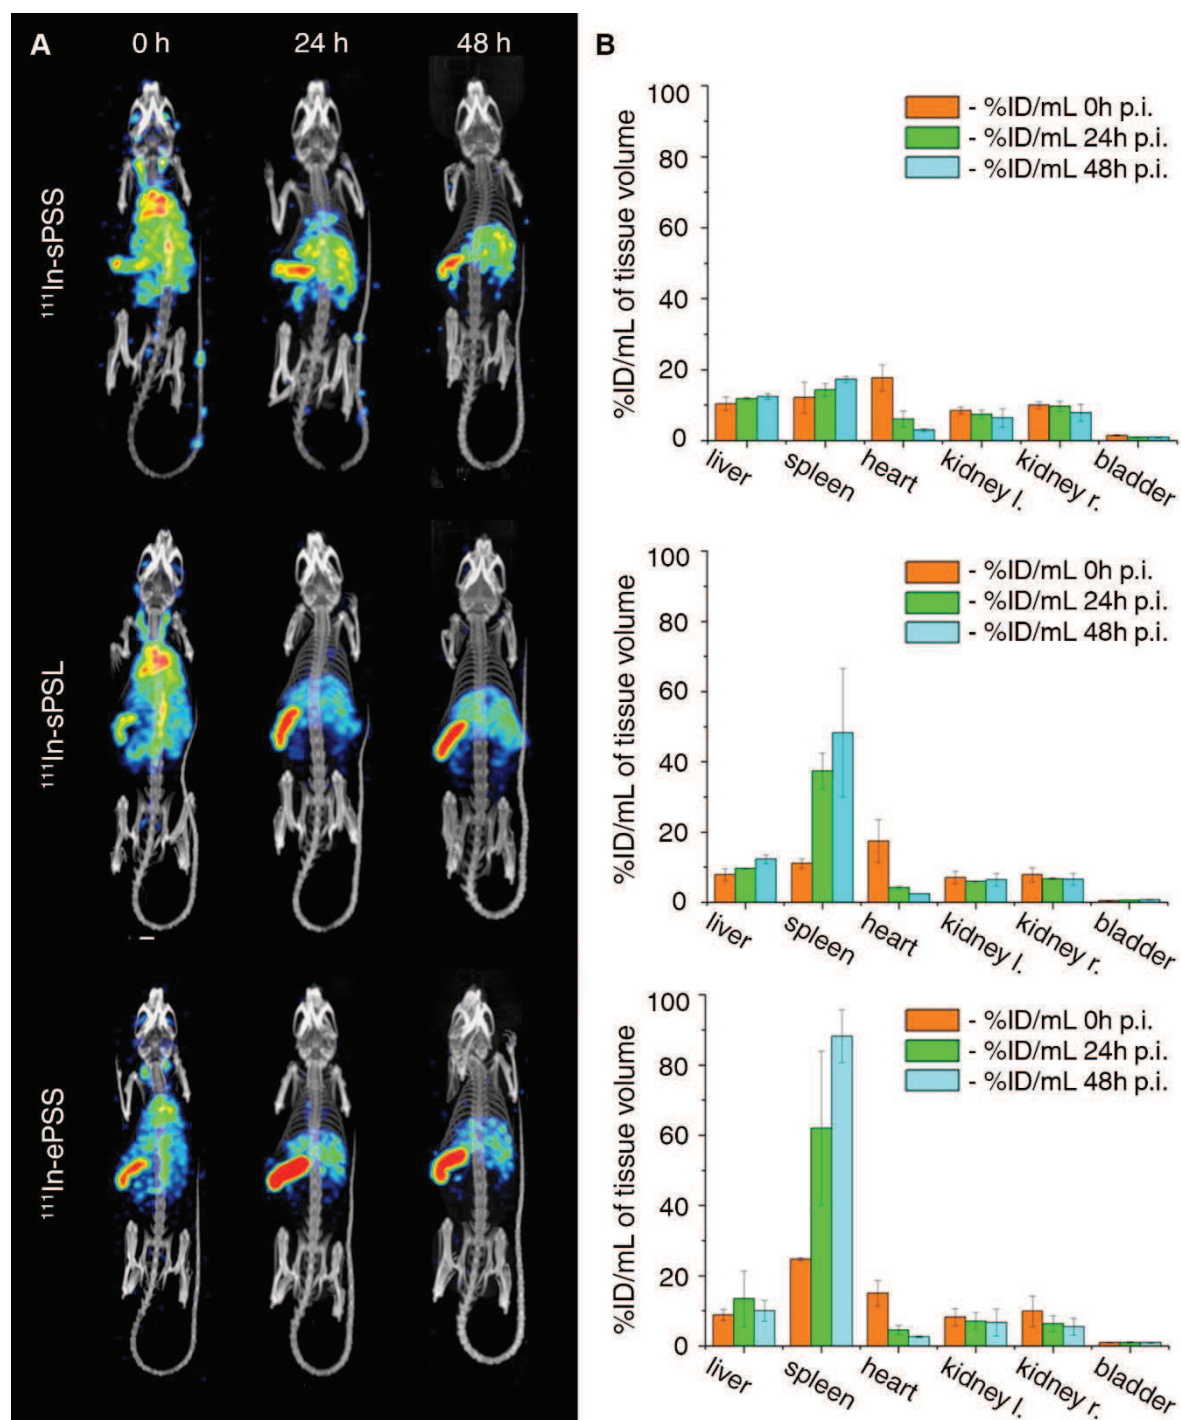 A
0 h
24 h
48 h
¹¹¹In-sPSS
¹¹¹In-sPSL
¹¹¹In-ePSS
B
%ID/mL of tissue volume
100
80
60
40
20
0
- %ID/mL 0h p.i.
- %ID/mL 24h p.i.
- %ID/mL 48h p.i.
liver
spleen
heart
kidney l.
kidney r.
bladder
%ID/mL of tissue volume
100
80
60
40
20
0
- %ID/mL 0h p.i.
- %ID/mL 24h p.i.
- %ID/mL 48h p.i.
liver
spleen
heart
kidney l.
kidney r.
bladder
%ID/mL of tissue volume
100
80
60
40
20
0
- %ID/mL 0h p.i.
- %ID/mL 24h p.i.
- %ID/mL 48h p.i.
liver
spleen
heart
kidney l.
kidney r.
bladder